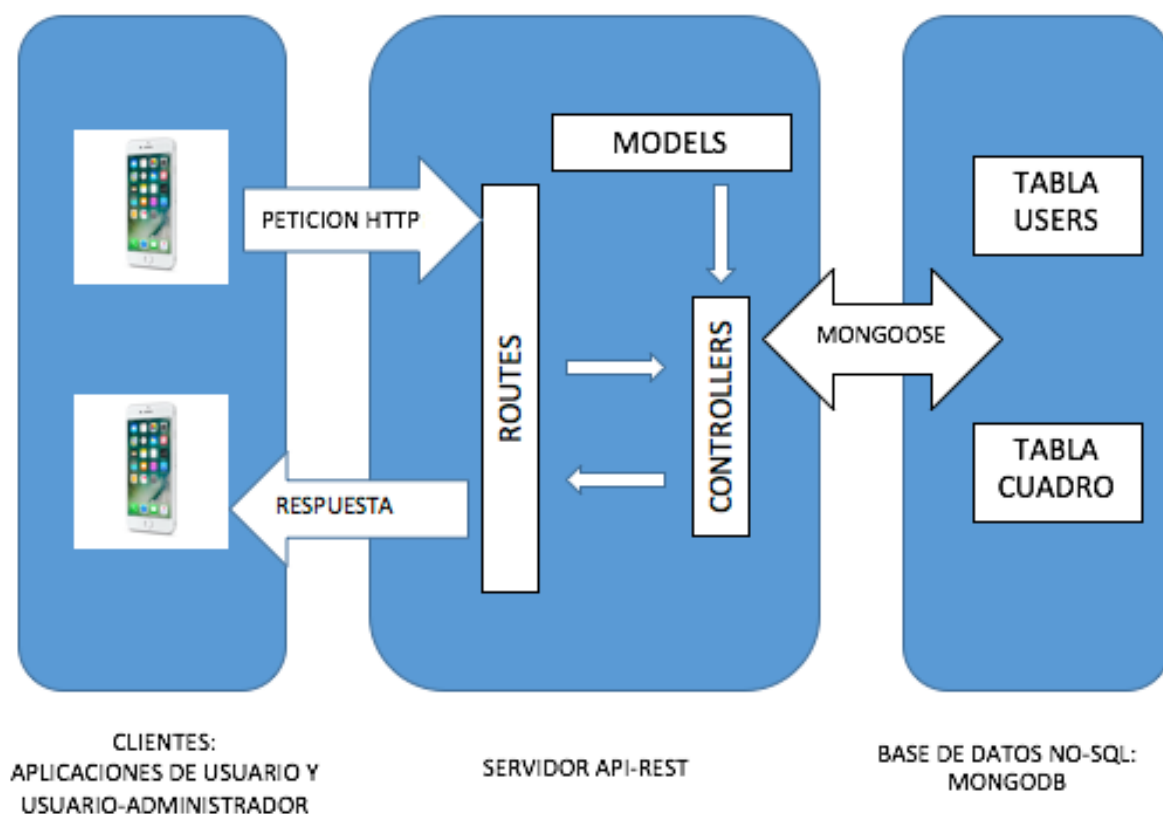 MODELS
TABLA
USERS
PETICION HTTP
ROUTES
CONTROLLERS
MONGOOSE
RESPUESTA
TABLA
CUADRO
CLIENTES:
APLICACIONES DE USUARIO Y
USUARIO-ADMINISTRADOR
SERVIDOR API-REST
BASE DE DATOS NO-SQL:
MONGODB